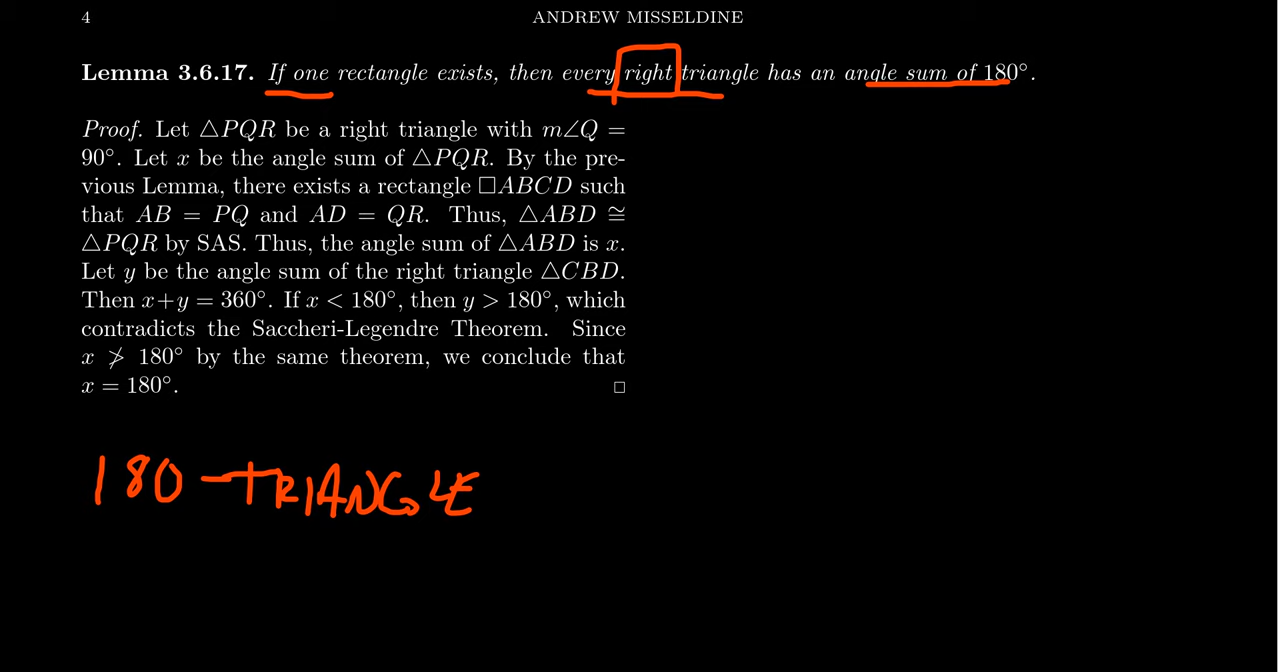 4 ANDREW MISSELDINE
Lemma 3.6.17. If one rectangle exists, then every right triangle has an angle sum of 180°.
Proof. Let △PQR be a right triangle with m∠Q =
90°. Let x be the angle sum of △PQR. By the pre-
vious Lemma, there exists a rectangle □ABCD such
that AB = PQ and AD = QR. Thus, △ABD ≅
△PQR by SAS. Thus, the angle sum of △ABD is x.
Let y be the angle sum of the right triangle △CBD.
Then x+y = 360°. If x < 180°, then y > 180°, which
contradicts the Saccheri-Legendre Theorem. Since
x ≯ 180° by the same theorem, we conclude that
x = 180°. □
180-TRIANGLE